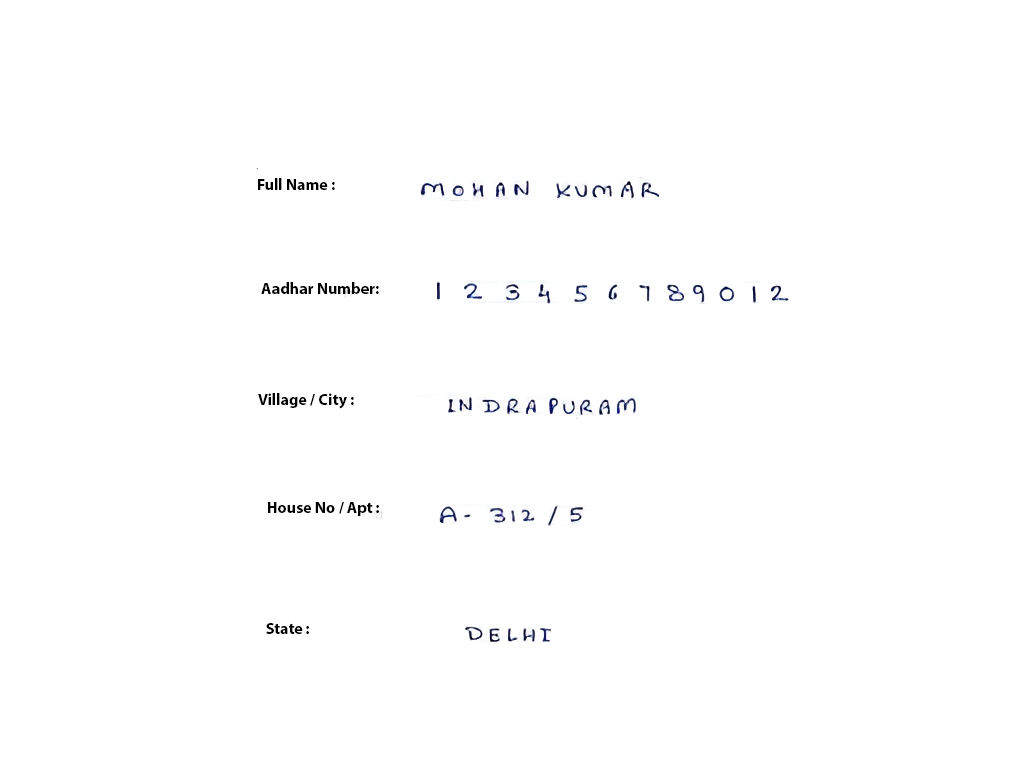 Full Name : MOHAN KUMAR
Aadhar Number: 1 2 3 4 5 6 7 8 9 0 1 2
Village / City : INDRAPURAM
House No / Apt : A- 312 / 5
State : DELHI